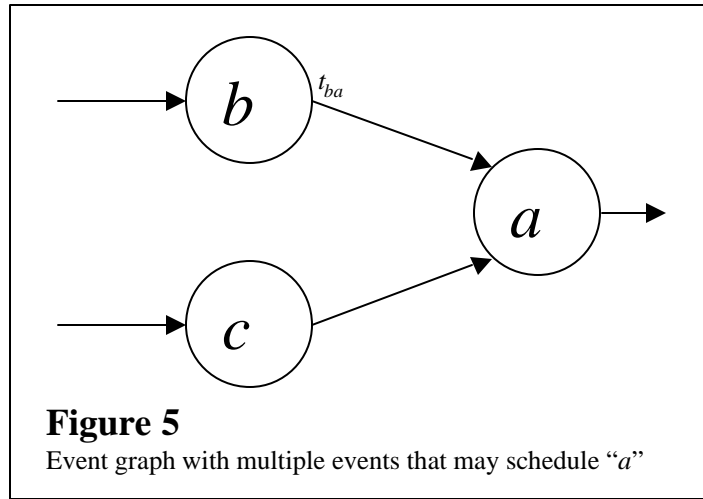 b
t_ba
a
c
Figure 5
Event graph with multiple events that may schedule “a”